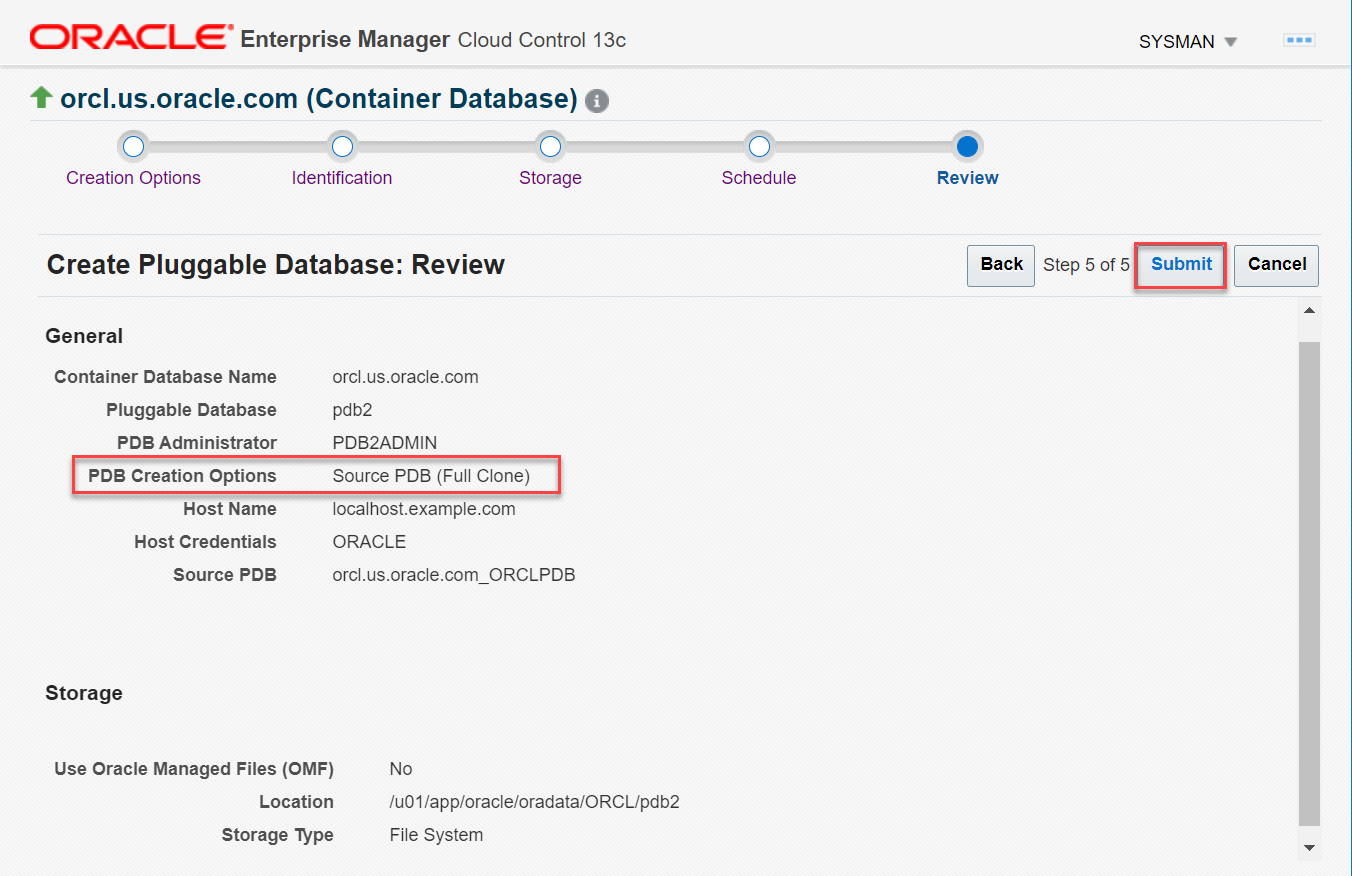 ORACLE Enterprise Manager Cloud Control 13c
SYSMAN
orcl.us.oracle.com (Container Database)
Creation Options Identification Storage Schedule Review
Create Pluggable Database: Review
Back Step 5 of 5 Submit Cancel
General
Container Database Name orcl.us.oracle.com
Pluggable Database pdb2
PDB Administrator PDB2ADMIN
PDB Creation Options Source PDB (Full Clone)
Host Name localhost.example.com
Host Credentials ORACLE
Source PDB orcl.us.oracle.com_ORCLPDB
Storage
Use Oracle Managed Files (OMF) No
Location /u01/app/oracle/oradata/ORCL/pdb2
Storage Type File System